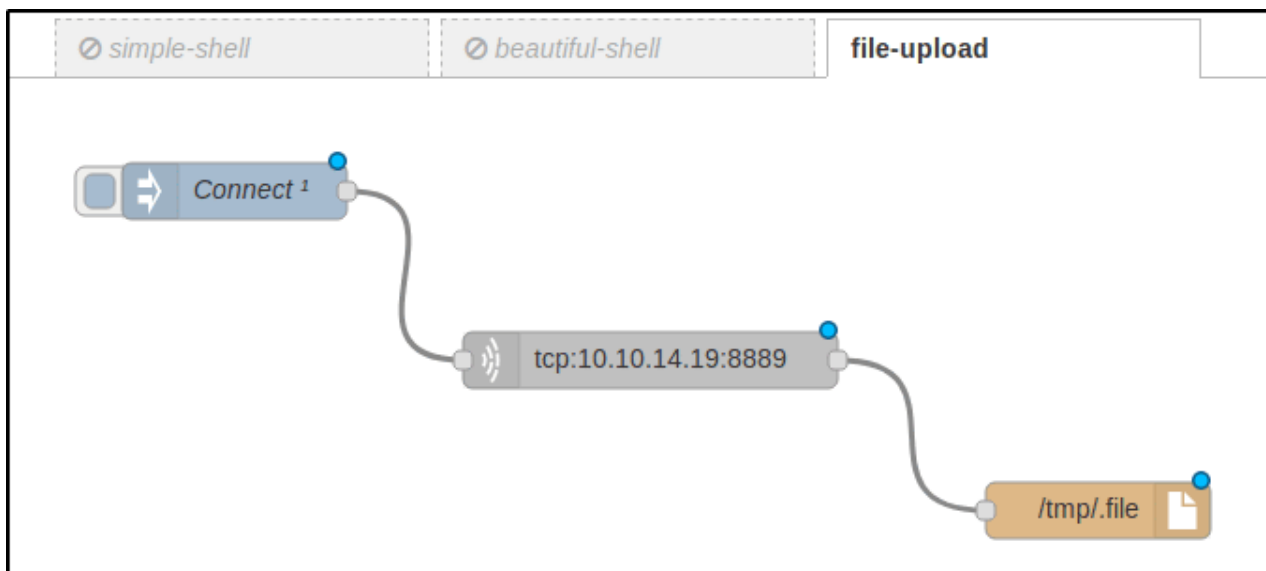 simple-shell
beautiful-shell
file-upload
Connect ¹
tcp:10.10.14.19:8889
/tmp/.file